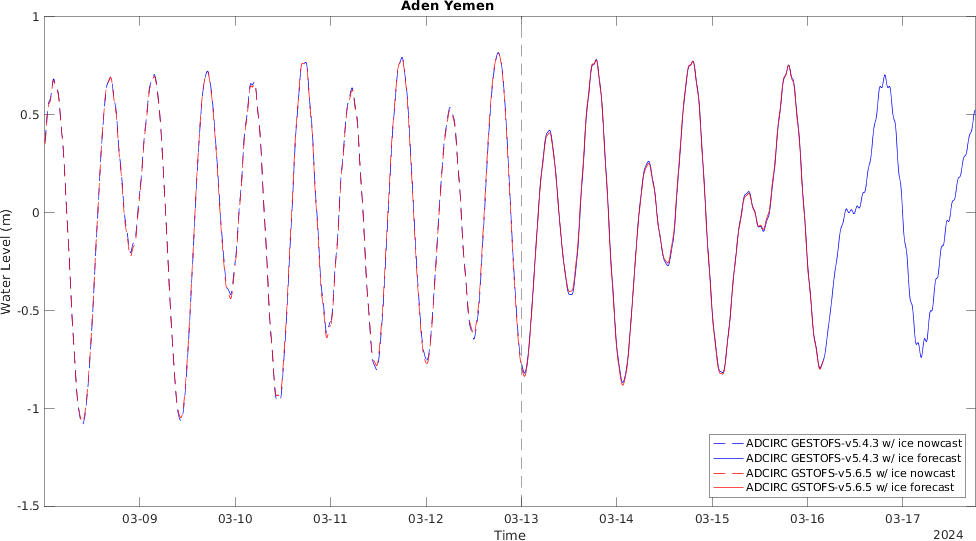 Aden Yemen
1
0.5
0
-0.5
-1
-1.5
Water Level (m)
03-09 03-10 03-11 03-12 03-13 03-14 03-15 03-16 03-17
Time
2024
ADCIRC GESTOFS-v5.4.3 w/ ice nowcast
ADCIRC GESTOFS-v5.4.3 w/ ice forecast
ADCIRC GSTOFS-v5.6.5 w/ ice nowcast
ADCIRC GSTOFS-v5.6.5 w/ ice forecast